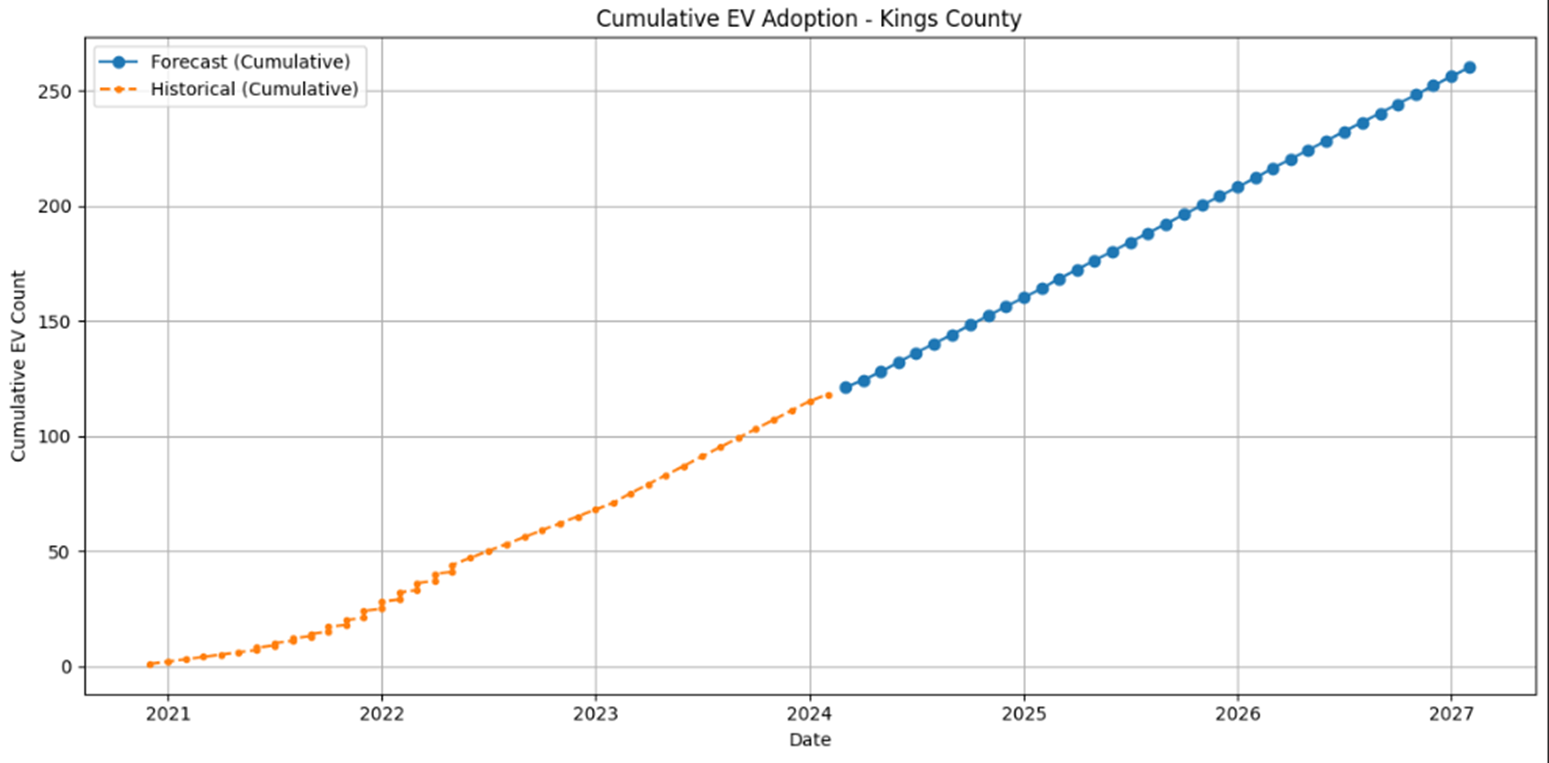 Cumulative EV Adoption - Kings County
Forecast (Cumulative)
Historical (Cumulative)
250
200
150
100
50
0
Cumulative EV Count
2021 2022 2023 2024 2025 2026 2027
Date